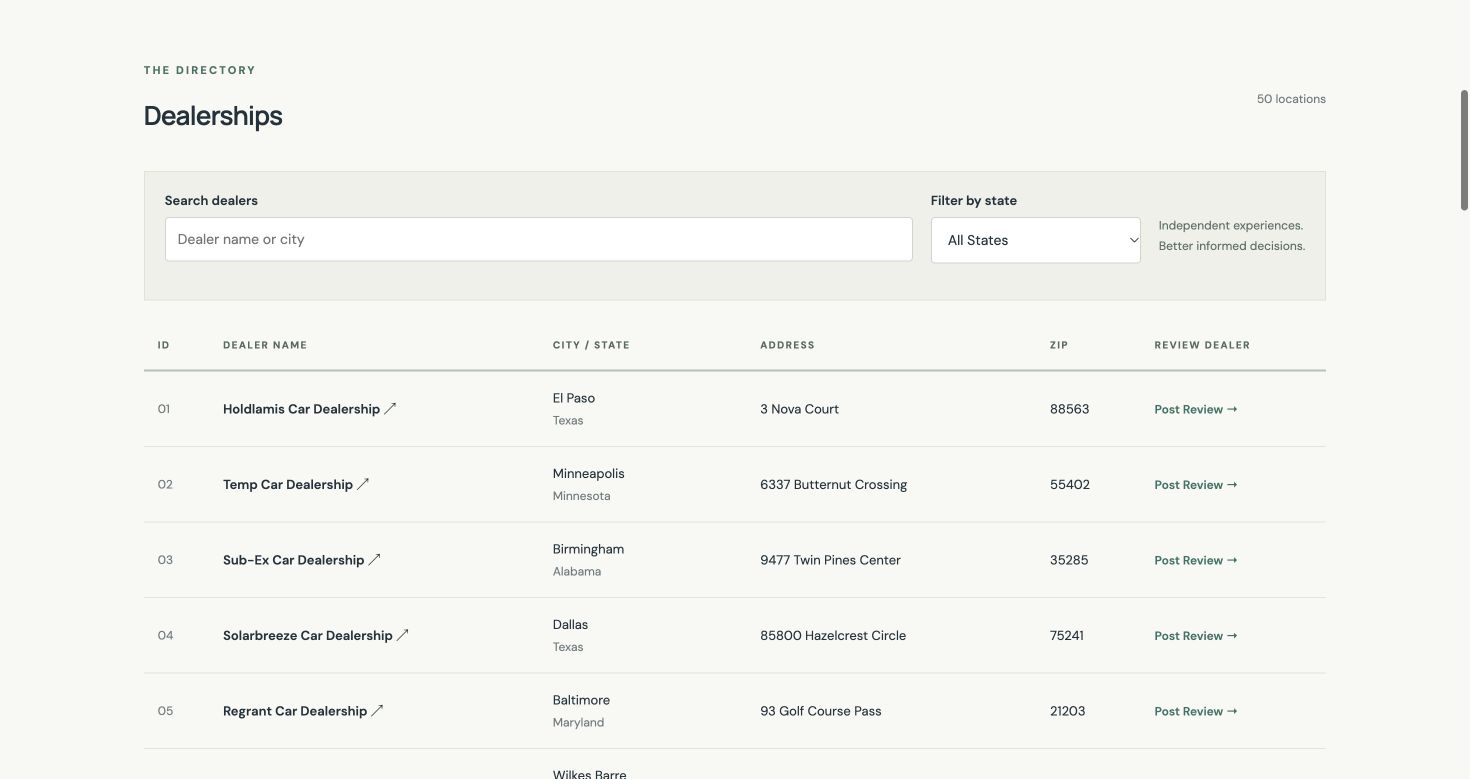 THE DIRECTORY
Dealerships
50 locations
Search dealers
Dealer name or city
Filter by state
All States
Independent experiences.
Better informed decisions.
ID DEALER NAME CITY / STATE ADDRESS ZIP REVIEW DEALER
01 Holdlamis Car Dealership ↗ El Paso 3 Nova Court 88563 Post Review →
Texas
02 Temp Car Dealership ↗ Minneapolis 6337 Butternut Crossing 55402 Post Review →
Minnesota
03 Sub-Ex Car Dealership ↗ Birmingham 9477 Twin Pines Center 35285 Post Review →
Alabama
04 Solarbreeze Car Dealership ↗ Dallas 85800 Hazelcrest Circle 75241 Post Review →
Texas
05 Regrant Car Dealership ↗ Baltimore 93 Golf Course Pass 21203 Post Review →
Maryland
Wilkes Barre